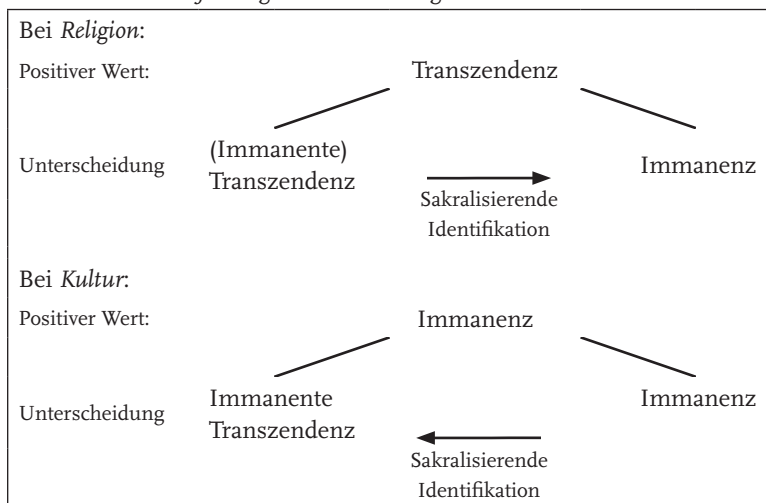 Bei Religion:
Positiver Wert: Transzendenz
(Immanente)
Unterscheidung Transzendenz Immanenz
Sakralisierende
Identifikation
Bei Kultur:
Positiver Wert: Immanenz
Immanente Immanenz
Unterscheidung Transzendenz
Sakralisierende
Identifikation